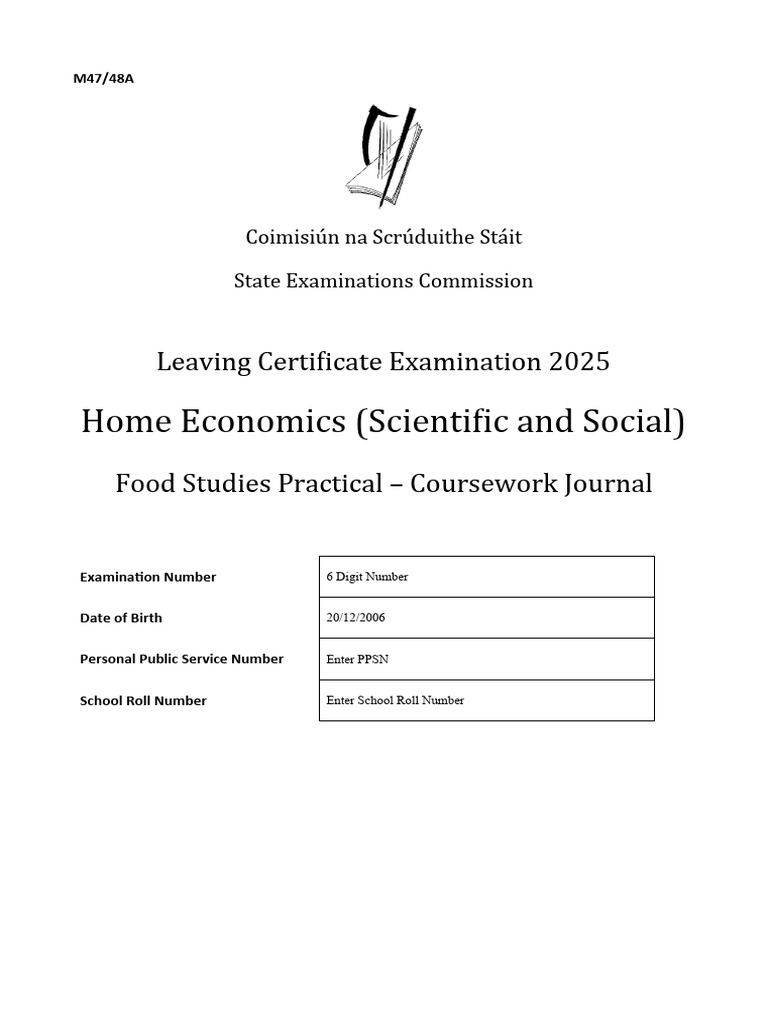 M47/48A
Coimisiún na Scrúduithe Stáit
State Examinations Commission
Leaving Certificate Examination 2025
Home Economics (Scientific and Social)
Food Studies Practical – Coursework Journal
Examination Number 6 Digit Number
Date of Birth 20/12/2006
Personal Public Service Number Enter PPSN
School Roll Number Enter School Roll Number